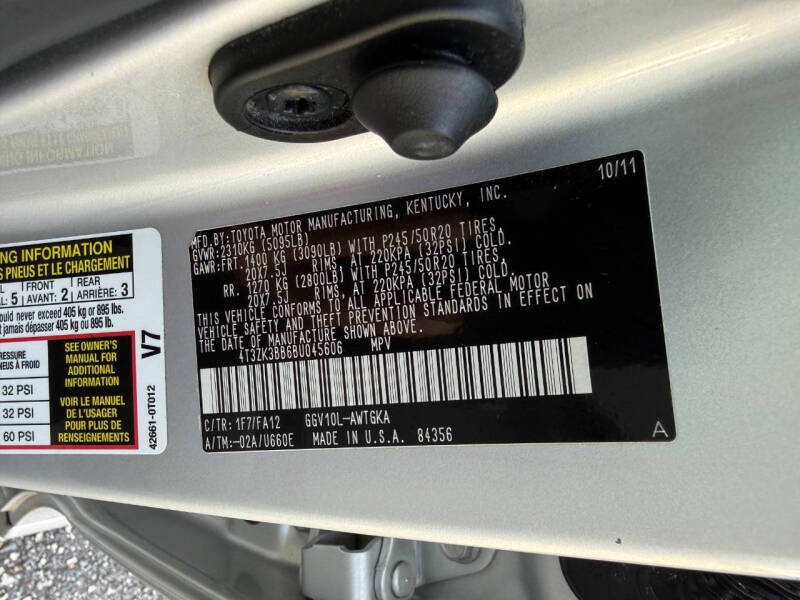 NG INFORMATION
S PNEUS ET LE CHARGEMENT
L 5 FRONT AVANT: 2 REAR ARRIÈRE: 3
ould never exceed 405 kg or 895 lbs.
t jamais dépasser 405 kg ou 895 lb.
RESSURE
NEUS À FROID
32 PSI
32 PSI
60 PSI
SEE OWNER'S
MANUAL FOR
ADDITIONAL
INFORMATION
VOIR LE MANUEL
DE L'USAGER
POUR PLUS DE
RENSEIGNEMENTS
V7
42661-0T012
10/11
MFD.BY:TOYOTA MOTOR MANUFACTURING, KENTUCKY, INC.
GVWR:2310KG (5095LB)
GAWR:FRT 1400 KG (3090LB) WITH P245/50R20 TIRES,
20X7.5J RIMS, AT 220KPA (32PSI) COLD.
RR. 1270 KG (2800LB) WITH P245/50R20 TIRES,
20X7.5J RIMS, AT 220KPA (32PSI) COLD.
THIS VEHICLE CONFORMS TO ALL APPLICABLE FEDERAL MOTOR
VEHICLE SAFETY AND THEFT PREVENTION STANDARDS IN EFFECT ON
THE DATE OF MANUFACTURE SHOWN ABOVE.
4T3ZK3BB6BU045606 MPV
C/TR: 1F7/FA12 GGV10L-AWTGKA
A/TM:-02A/U660E MADE IN U.S.A. 84356
A